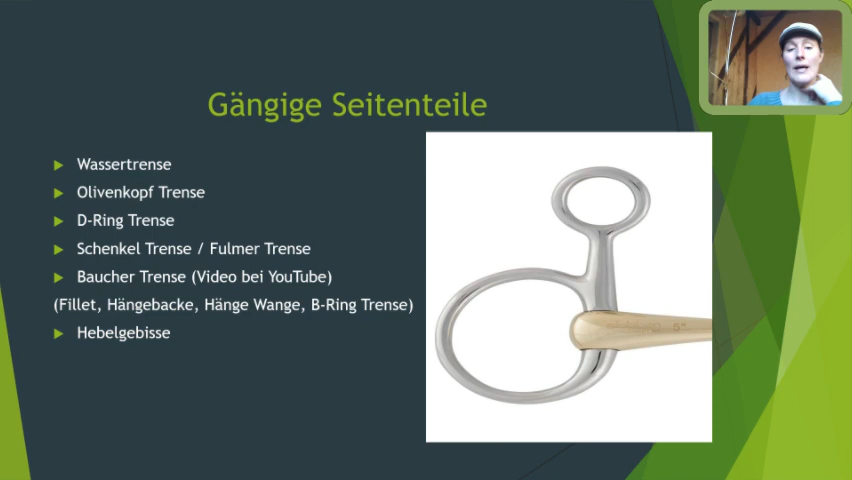 Gängige Seitenteile
Wassertrense
Olivenkopf Trense
D-Ring Trense
Schenkel Trense / Fulmer Trense
Baucher Trense (Video bei YouTube)
(Fillet, Hängebacke, Hänge Wange, B-Ring Trense)
Hebelgebisse
5"